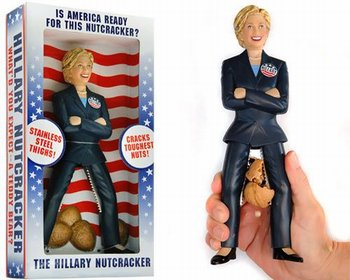 IS AMERICA READY
FOR THIS NUTCRACKER?
HILLARY NUTCRACKER
WHAT'D YOU EXPECT - A TEDDY BEAR?
STAINLESS
STEEL
THIGHS!
CRACKS
TOUGHEST
NUTS!
THE HILLARY NUTCRACKER